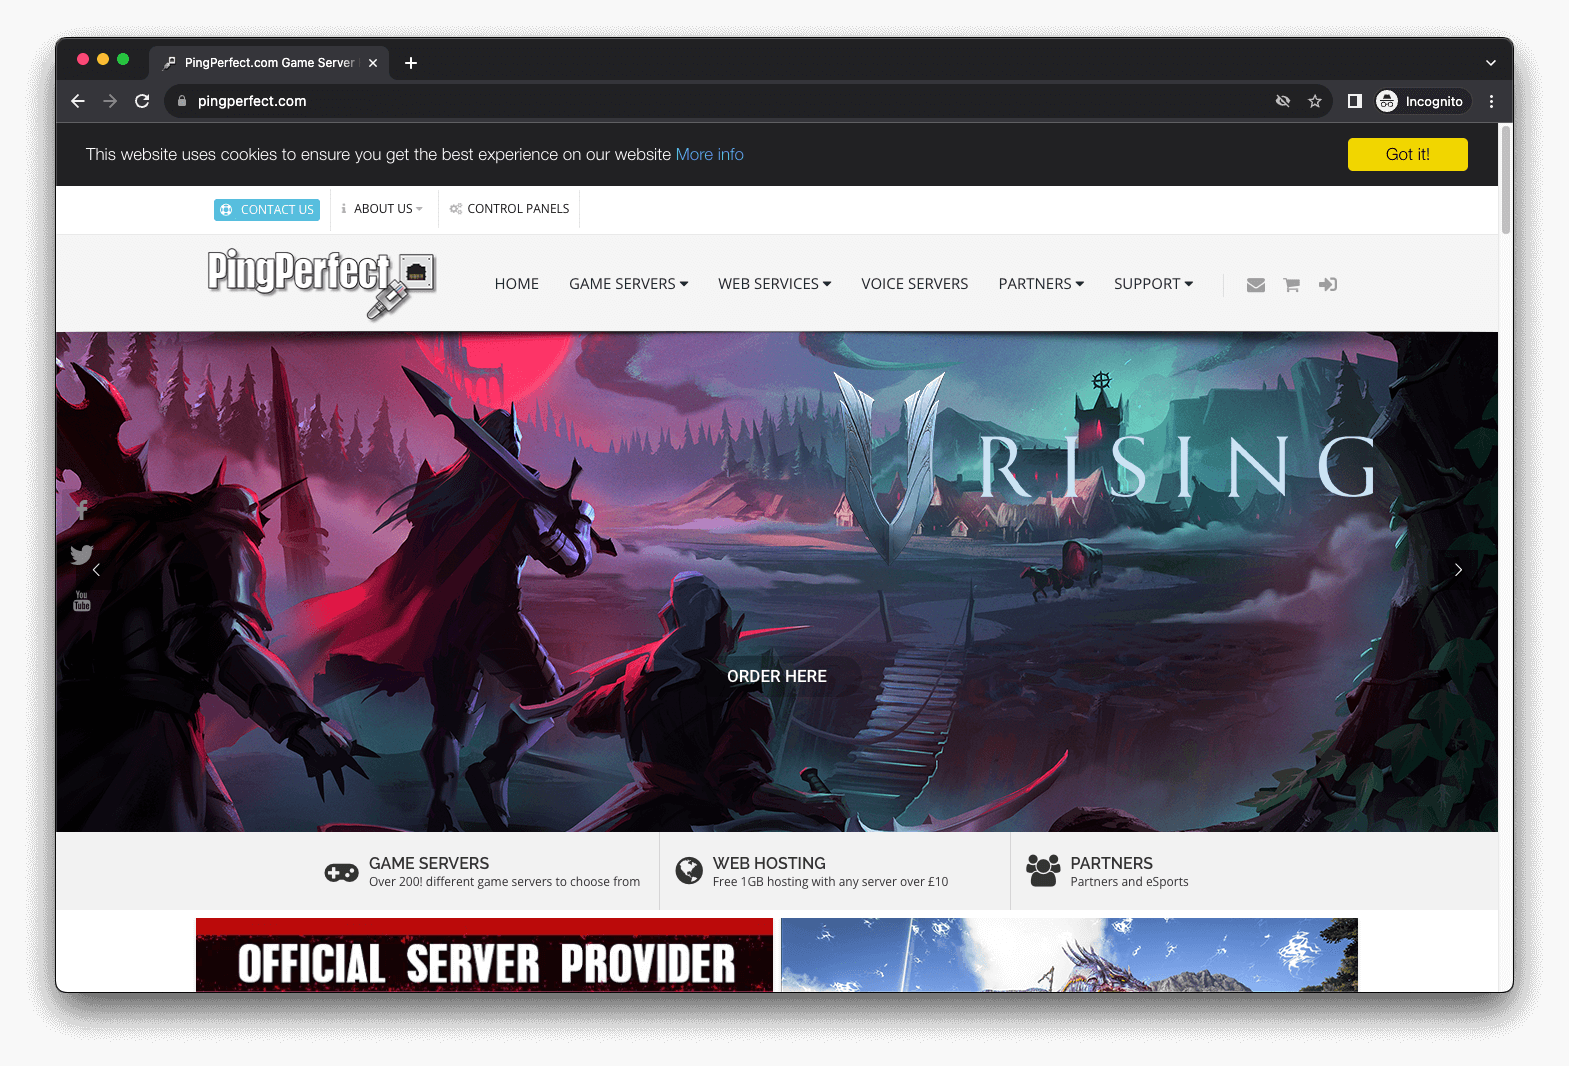 PingPerfect.com Game Server
pingperfect.com
Incognito
This website uses cookies to ensure you get the best experience on our website More info
Got it!
CONTACT US
ABOUT US
CONTROL PANELS
PingPerfect
HOME
GAME SERVERS
WEB SERVICES
VOICE SERVERS
PARTNERS
SUPPORT
V RISING
You
Tube
ORDER HERE
GAME SERVERS
Over 200! different game servers to choose from
WEB HOSTING
Free 1GB hosting with any server over £10
PARTNERS
Partners and eSports
OFFICIAL SERVER PROVIDER